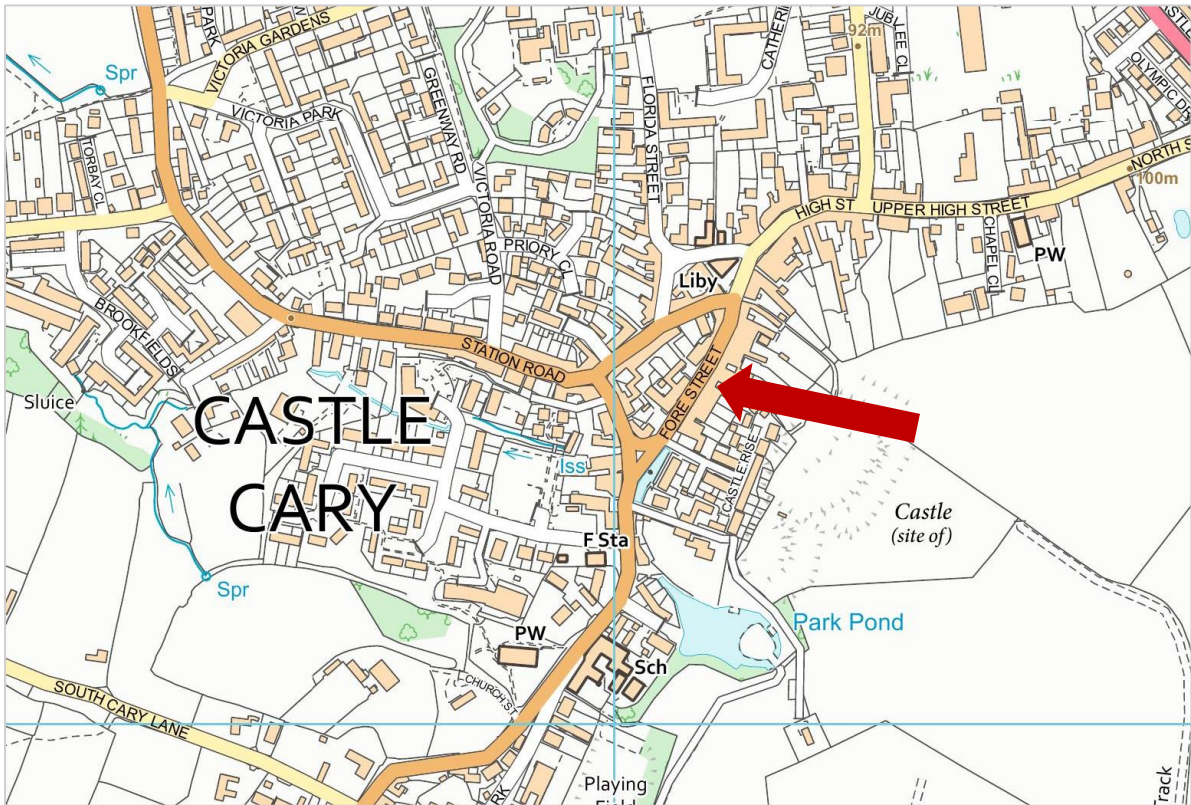 PARK
VICTORIA GARDENS
Spr
VICTORIA PARK
TORBAY CL
GREENWAY RD
VICTORIA ROAD
PRIORY CL
FLORIDA STREET
92m
JUBILEE CL
OLYMPIC
NORTH S
100m
HIGH ST
UPPER HIGH STREET
CHAPEL CL
PW
Liby
BROOKFIELDS
STATION ROAD
FORE STREET
Sluice
CASTLE
CARY
Iss
CASTLE RISE
Castle
(site of)
F Sta
Spr
PW
Park Pond
Sch
CHURCH ST
SOUTH CARY LANE
Playing
Track